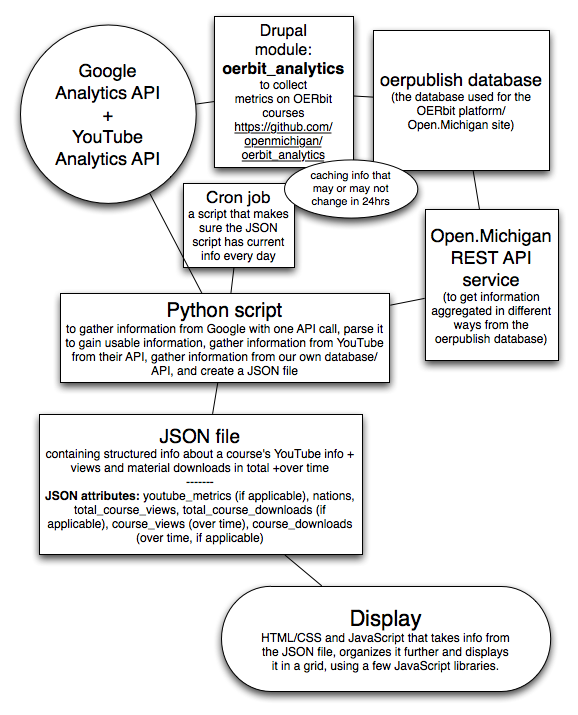 Google
Analytics API
+
YouTube
Analytics API
Drupal
module:
oerbit_analytics
to collect
metrics on OERbit
courses
https://github.com/
openmichigan/
oerbit_analytics
oerpublish database
(the database used for the
OERbit platform/
Open.Michigan site)
caching info that
may or may not
change in 24hrs
Cron job
a script that makes
sure the JSON
script has current
info every day
Open.Michigan
REST API
service
(to get information
aggregated in different
ways from the
oerpublish database)
Python script
to gather information from Google with one API call, parse it
to gain usable information, gather information from YouTube
from their API, gather information from our own database/
API, and create a JSON file
JSON file
containing structured info about a course's YouTube info +
views and material downloads in total +over time
-------
JSON attributes: youtube_metrics (if applicable), nations,
total_course_views, total_course_downloads (if
applicable), course_views (over time), course_downloads
(over time, if applicable)
Display
HTML/CSS and JavaScript that takes info from
the JSON file, organizes it further and displays
it in a grid, using a few JavaScript libraries.